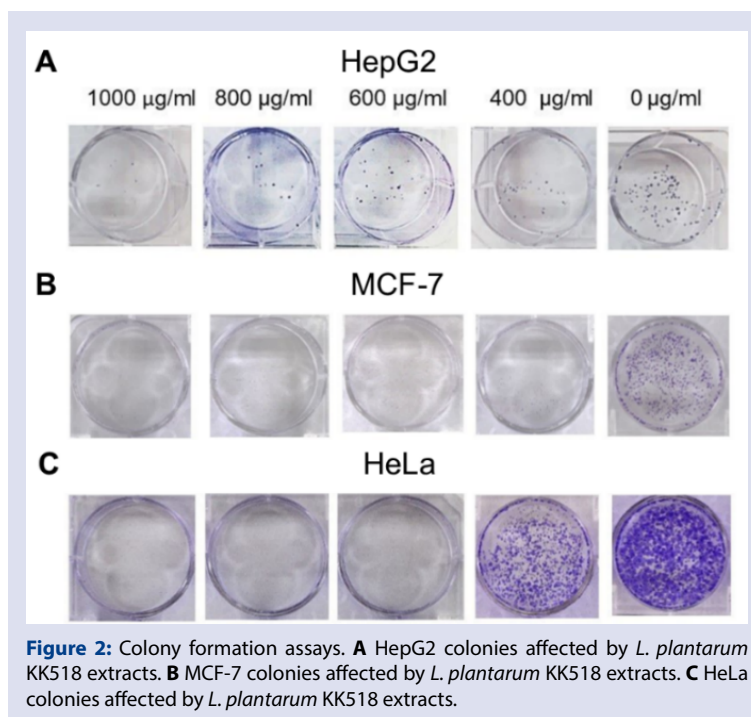 A HepG2
1000 µg/ml 800 µg/ml 600 µg/ml 400 µg/ml 0 µg/ml
B MCF-7
C HeLa
Figure 2: Colony formation assays. A HepG2 colonies affected by L. plantarum
KK518 extracts. B MCF-7 colonies affected by L. plantarum KK518 extracts. C HeLa
colonies affected by L. plantarum KK518 extracts.